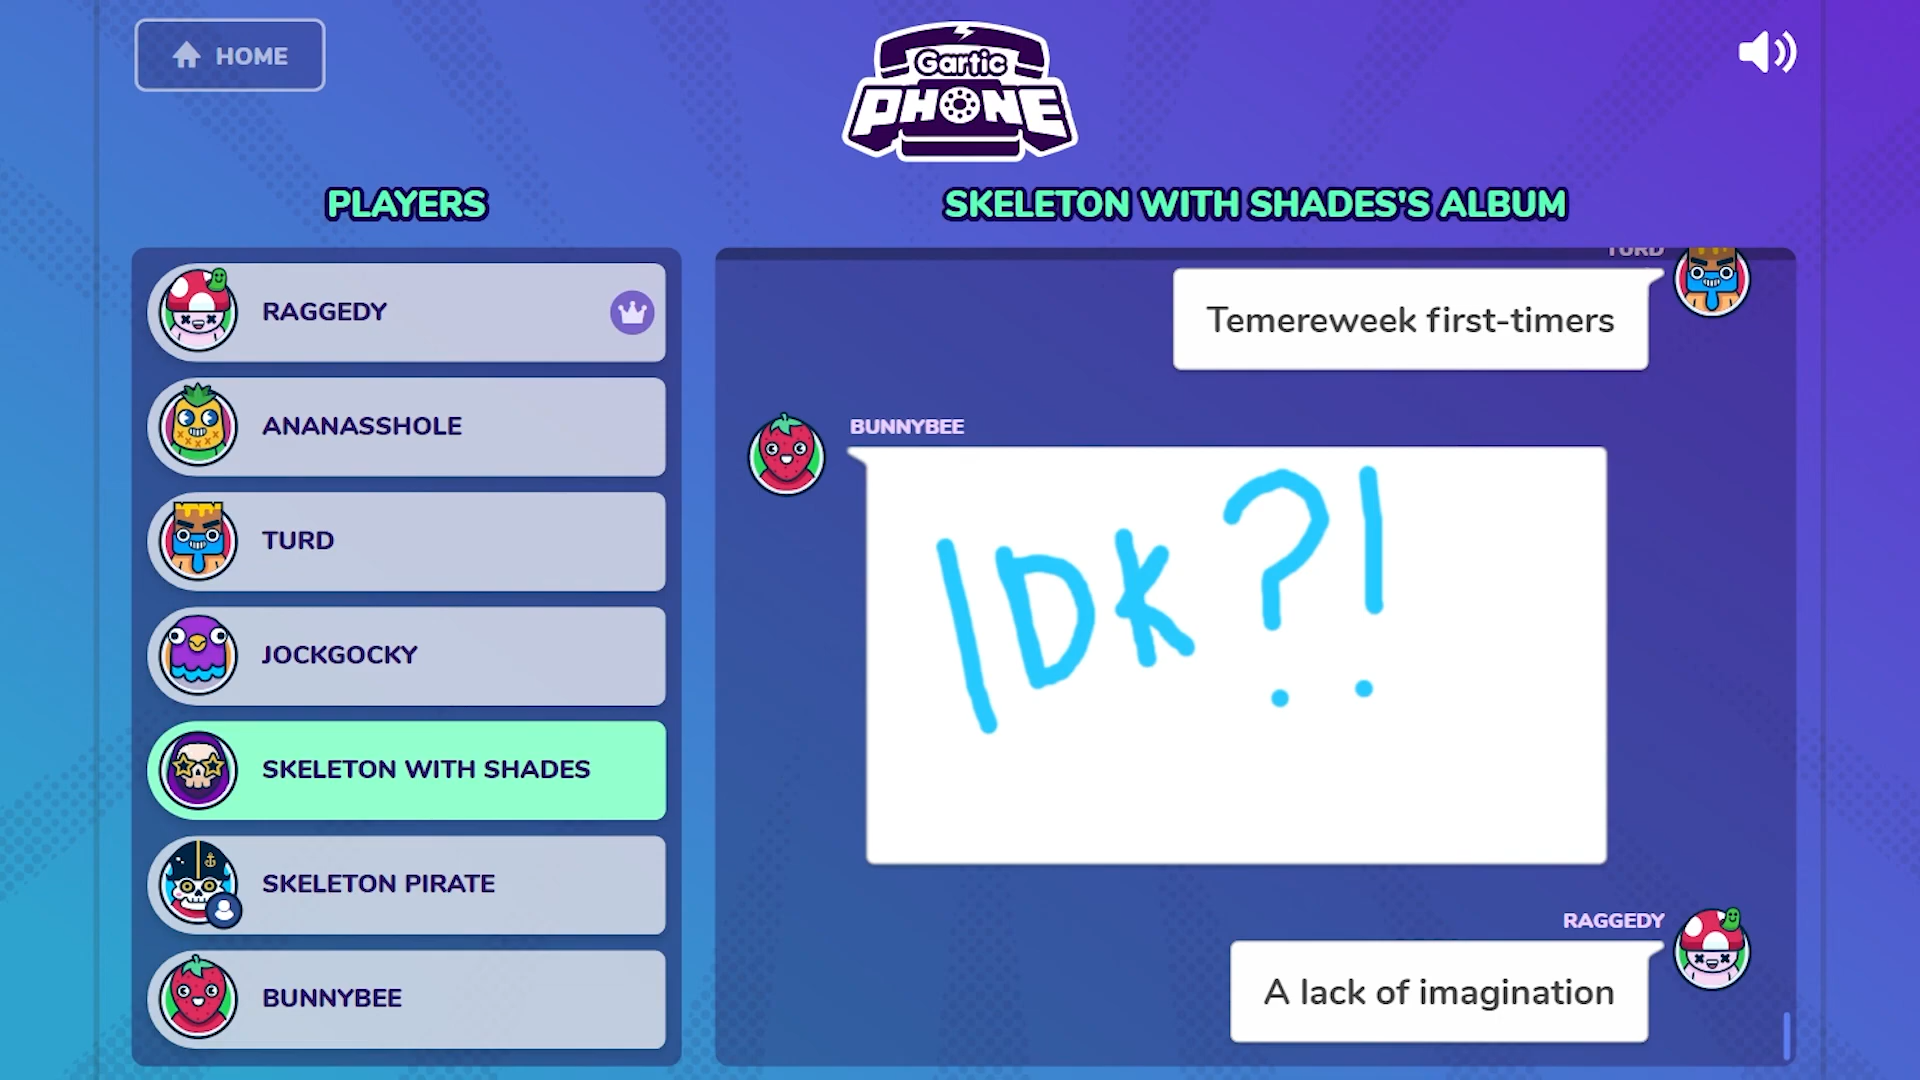 HOME
Gartic
PHONE
PLAYERS
SKELETON WITH SHADES'S ALBUM
RAGGEDY
ANANASSHOLE
TURD
JOCKGOCKY
SKELETON WITH SHADES
SKELETON PIRATE
BUNNYBEE
TURD
Temereweek first-timers
BUNNYBEE
IDK?!
RAGGEDY
A lack of imagination